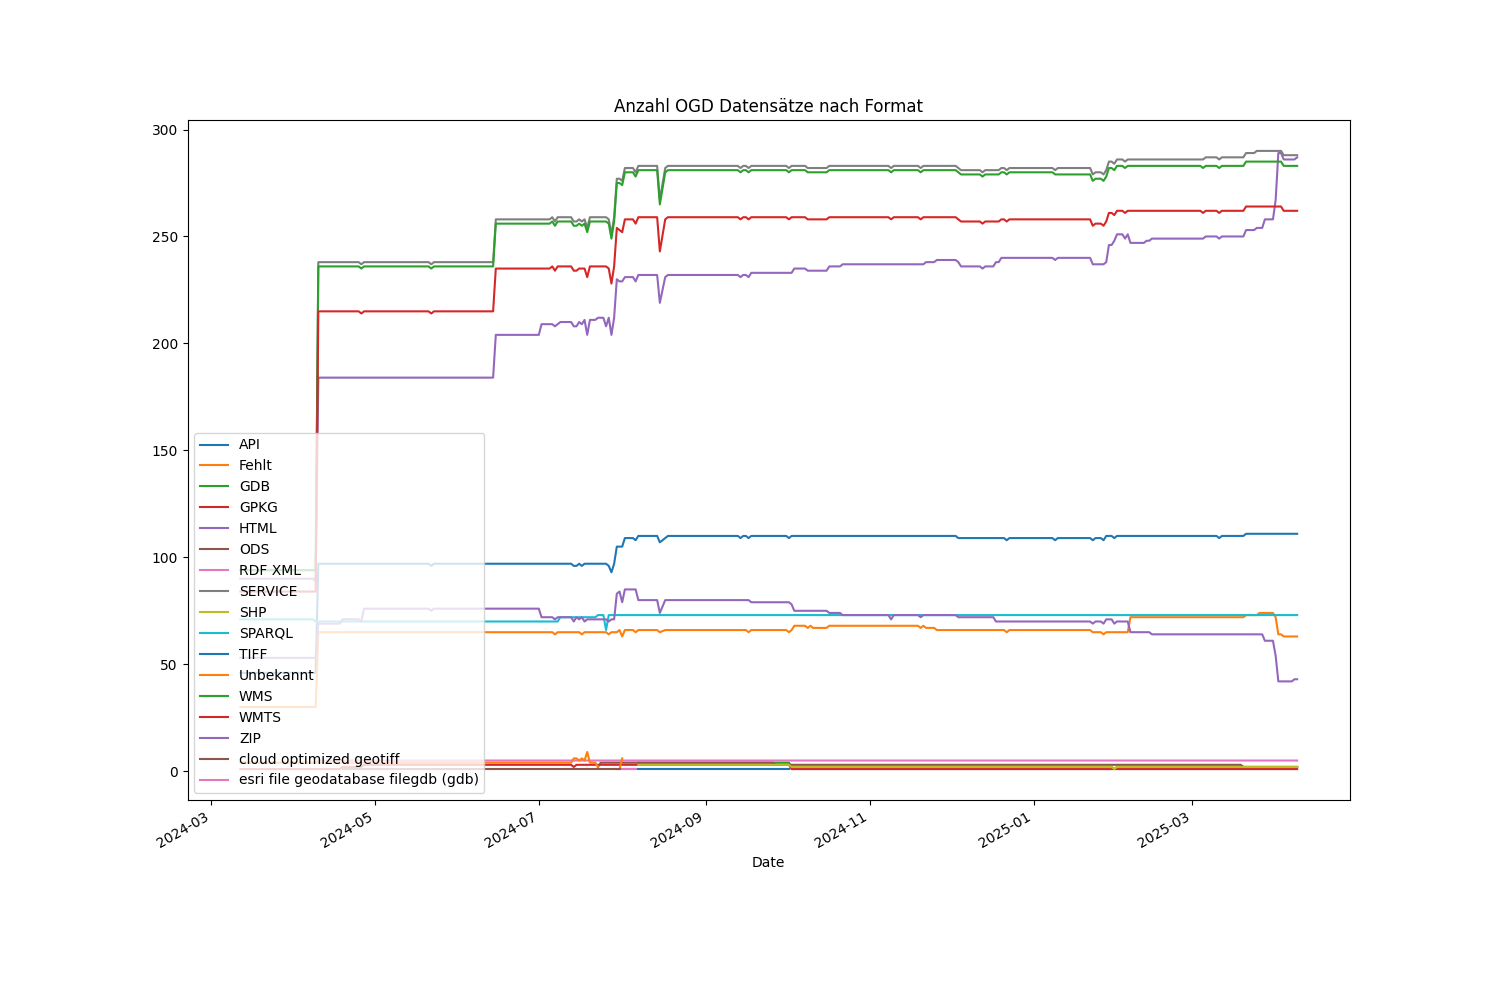 Anzahl OGD Datensätze nach Format
300
250
200
150
100
50
0
API
Fehlt
GDB
GPKG
HTML
ODS
RDF XML
SERVICE
SHP
SPARQL
TIFF
Unbekannt
WMS
WMTS
ZIP
cloud optimized geotiff
esri file geodatabase filegdb (gdb)
2024-03
2024-05
2024-07
2024-09
2024-11
2025-01
2025-03
Date